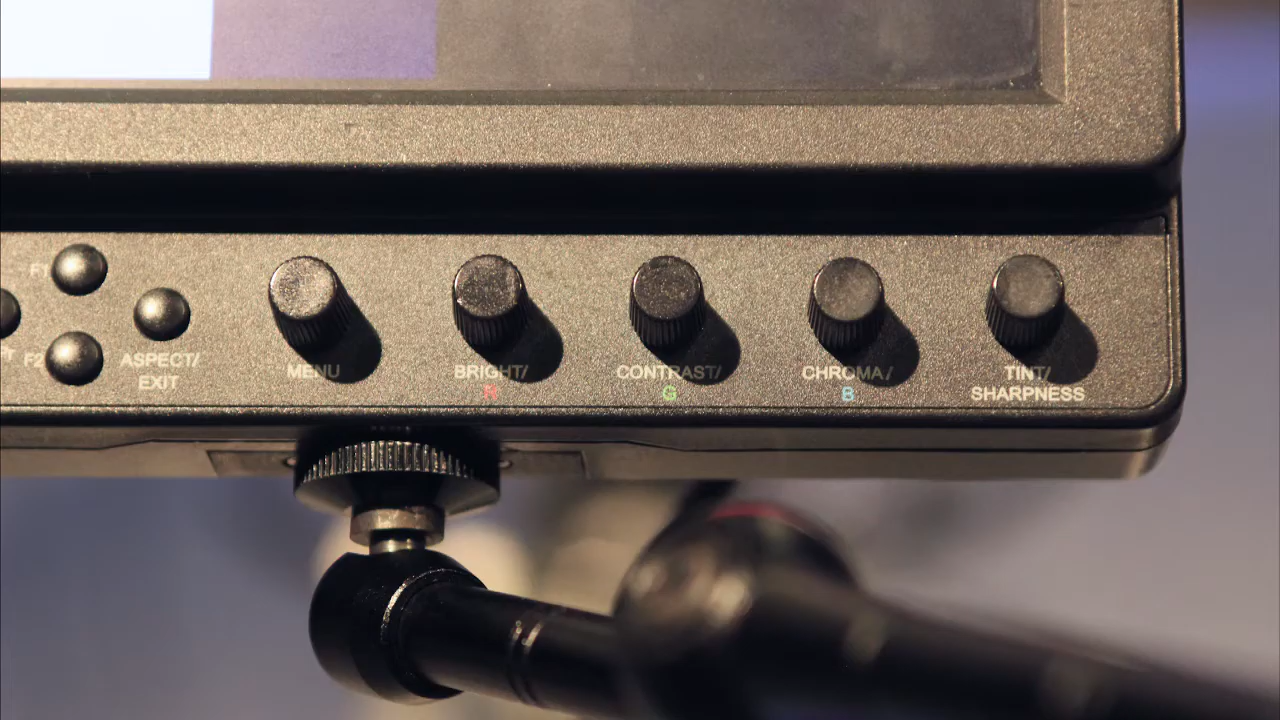 F1
F2
ASPECT/
EXIT
MENU
BRIGHT/
R
CONTRAST/
G
CHROMA/
B
TINT/
SHARPNESS